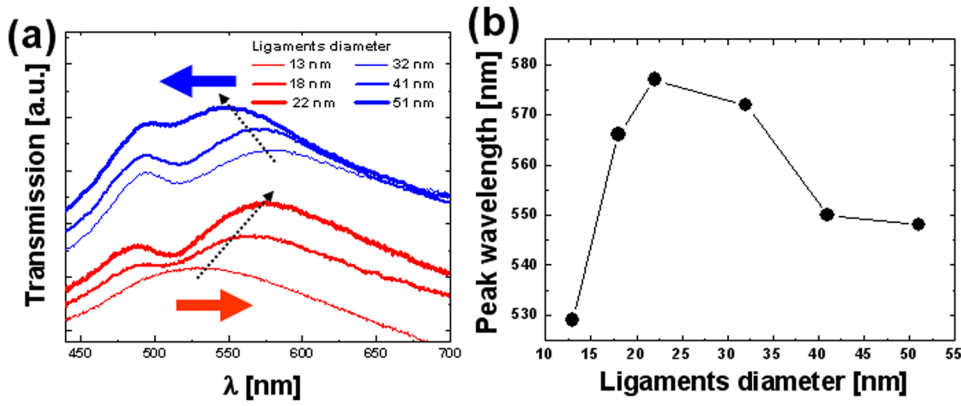 (a)
Transmission [a.u.]
Ligaments diameter
13 nm 32 nm
18 nm 41 nm
22 nm 51 nm
450 500 550 600 650 700
λ [nm]
(b)
Peak wavelength [nm]
580
570
560
550
540
530
10 15 20 25 30 35 40 45 50 55
Ligaments diameter [nm]